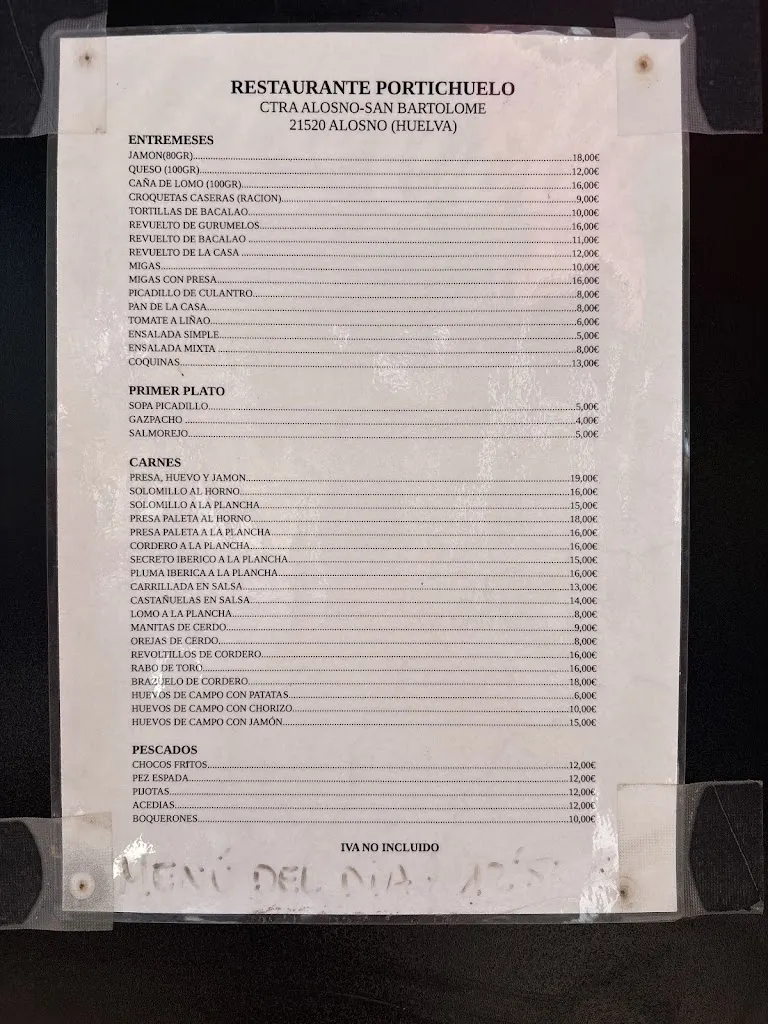 RESTAURANTE PORTICHUELO
CTRA ALOSNO-SAN BARTOLOME
21520 ALOSNO (HUELVA)
ENTREMESES
JAMON(80GR)...18,00€
QUESO (100GR)...12,00€
CAÑA DE LOMO (100GR)...16,00€
CROQUETAS CASERAS (RACION)...9,00€
TORTILLAS DE BACALAO...10,00€
REVUELTO DE GURUMELOS...16,00€
REVUELTO DE BACALAO ...11,00€
REVUELTO DE LA CASA ...12,00€
MIGAS...10,00€
MIGAS CON PRESA...16,00€
PICADILLO DE CULANTRO...8,00€
PAN DE LA CASA...8,00€
TOMATE A LIÑAO...6,00€
ENSALADA SIMPLE...5,00€
ENSALADA MIXTA ...8,00€
COQUINAS...13,00€
PRIMER PLATO
SOPA PICADILLO...5,00€
GAZPACHO ...4,00€
SALMOREJO...5,00€
CARNES
PRESA, HUEVO Y JAMON...19,00€
SOLOMILLO AL HORNO...16,00€
SOLOMILLO A LA PLANCHA...15,00€
PRESA PALETA AL HORNO...18,00€
PRESA PALETA A LA PLANCHA...16,00€
CORDERO A LA PLANCHA...16,00€
SECRETO IBERICO A LA PLANCHA...15,00€
PLUMA IBERICA A LA PLANCHA...16,00€
CARRILLADA EN SALSA...13,00€
CASTAÑUELAS EN SALSA...14,00€
LOMO A LA PLANCHA...8,00€
MANITAS DE CERDO...9,00€
OREJAS DE CERDO...8,00€
REVOLTILLOS DE CORDERO...16,00€
RABO DE TORO...16,00€
BRAZUELO DE CORDERO...18,00€
HUEVOS DE CAMPO CON PATATAS...6,00€
HUEVOS DE CAMPO CON CHORIZO...10,00€
HUEVOS DE CAMPO CON JAMÓN...15,00€
PESCADOS
CHOCOS FRITOS...12,00€
PEZ ESPADA...12,00€
PIJOTAS...12,00€
ACEDIAS...12,00€
BOQUERONES...10,00€
IVA NO INCLUIDO
MENÚ DEL DIA